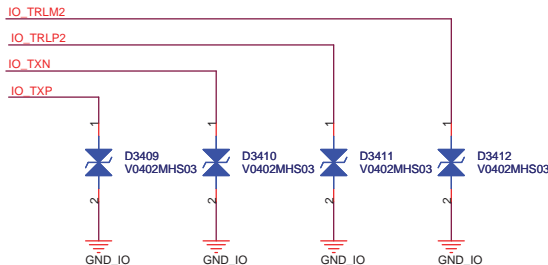 IO_TRLM2
IO_TRLP2
IO_TXN
IO_TXP
1 1 1 1
D3409 D3410 D3411 D3412
V0402MHS03 V0402MHS03 V0402MHS03 V0402MHS03
2 2 2 2
GND_IO GND_IO GND_IO GND_IO